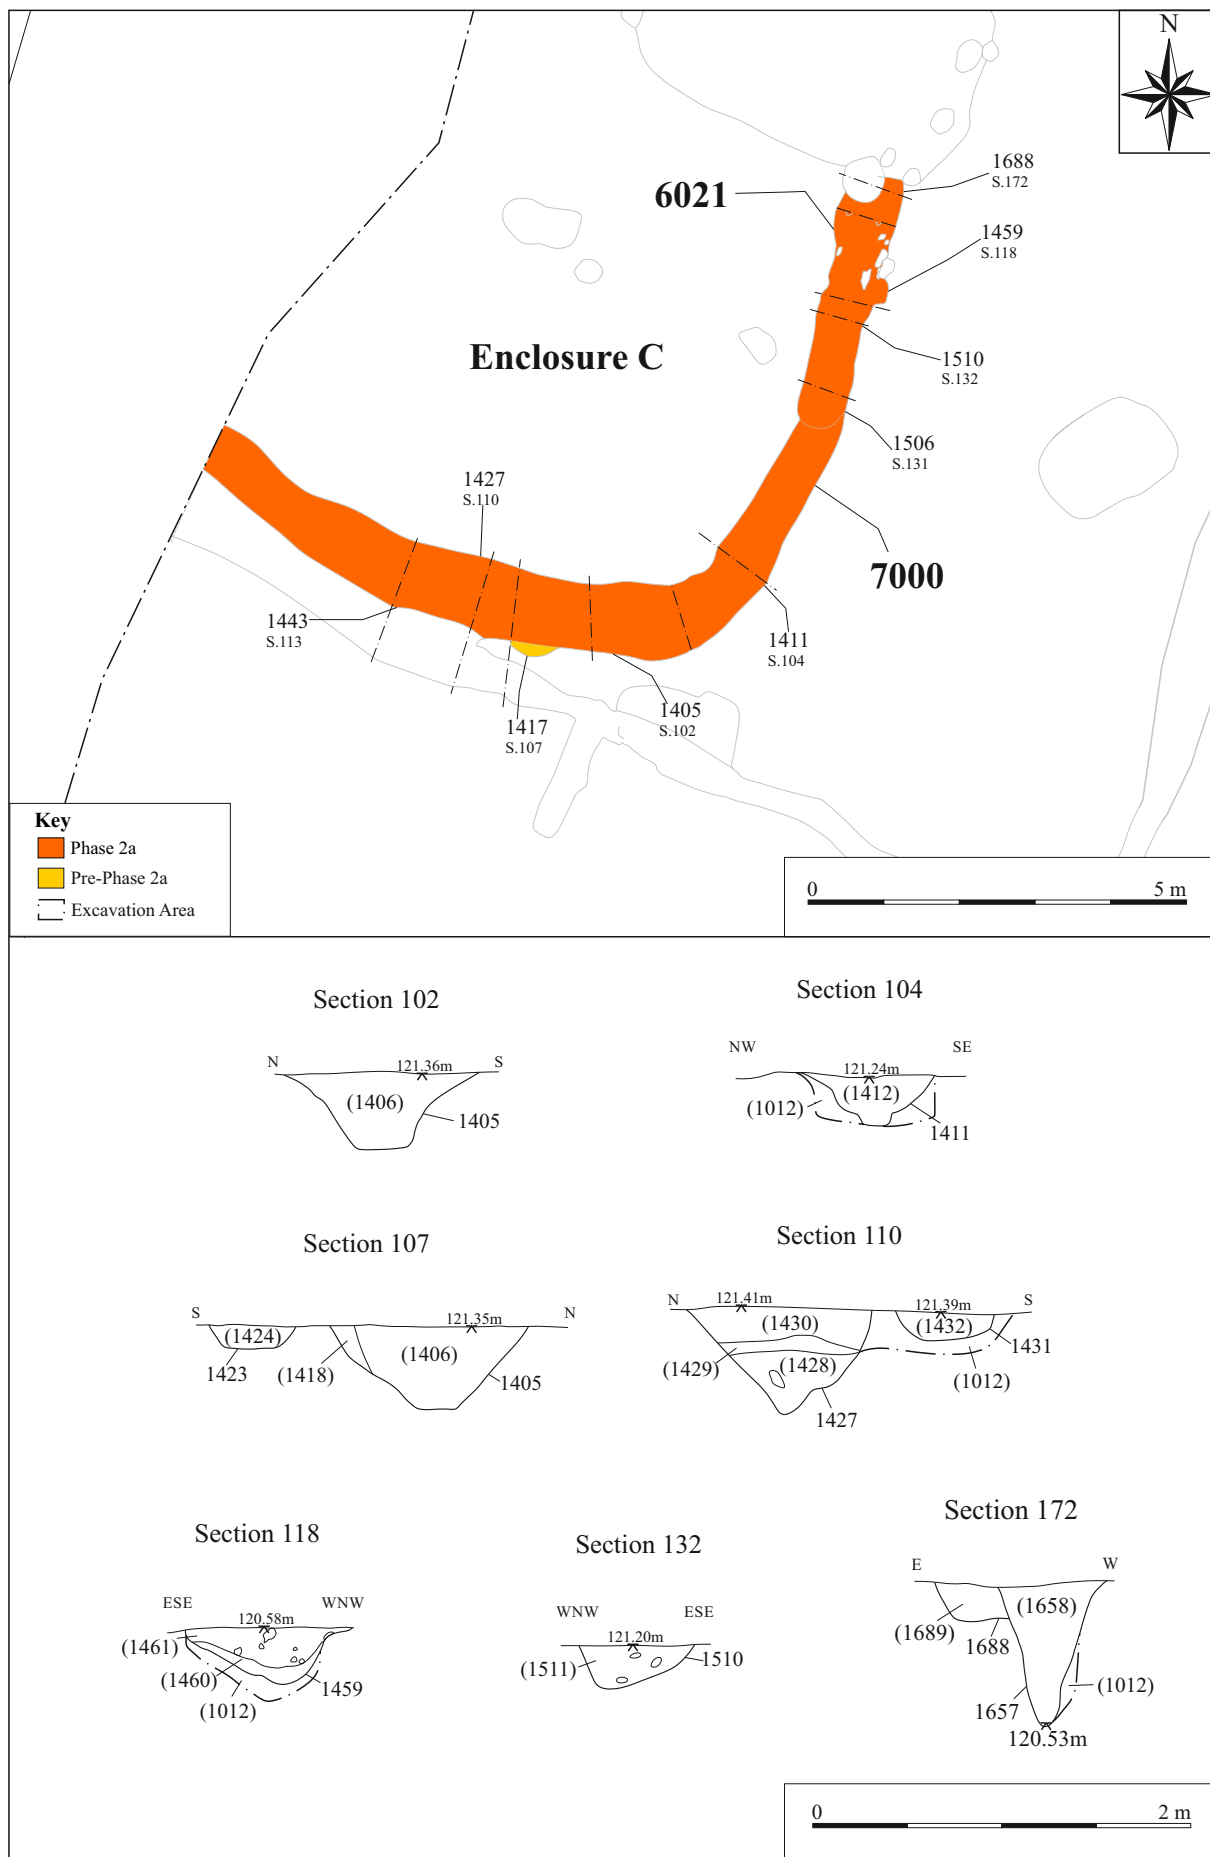 N
1688
S.172
6021
1459
S.118
Enclosure C
1510
S.132
1506
S.131
1427
S.110
7000
1443
S.113
1411
S.104
1405
S.102
1417
S.107
Key
Phase 2a
Pre-Phase 2a
Excavation Area
0 5 m
Section 102
N 121.36m S
(1406)
1405
Section 104
NW SE
121.24m
(1412)
(1012)
1411
Section 107
S 121.35m N
(1424)
(1406)
1423 (1418) 1405
Section 110
N 121.41m 121.39m S
(1430) (1432)
1431
(1429) (1428)
(1012)
1427
Section 118
ESE WNW
120.58m
(1461)
(1460) 1459
(1012)
Section 132
WNW ESE
121.20m
(1511) 1510
Section 172
E W
(1658)
(1689)
1688
(1012)
1657
120.53m
0 2 m